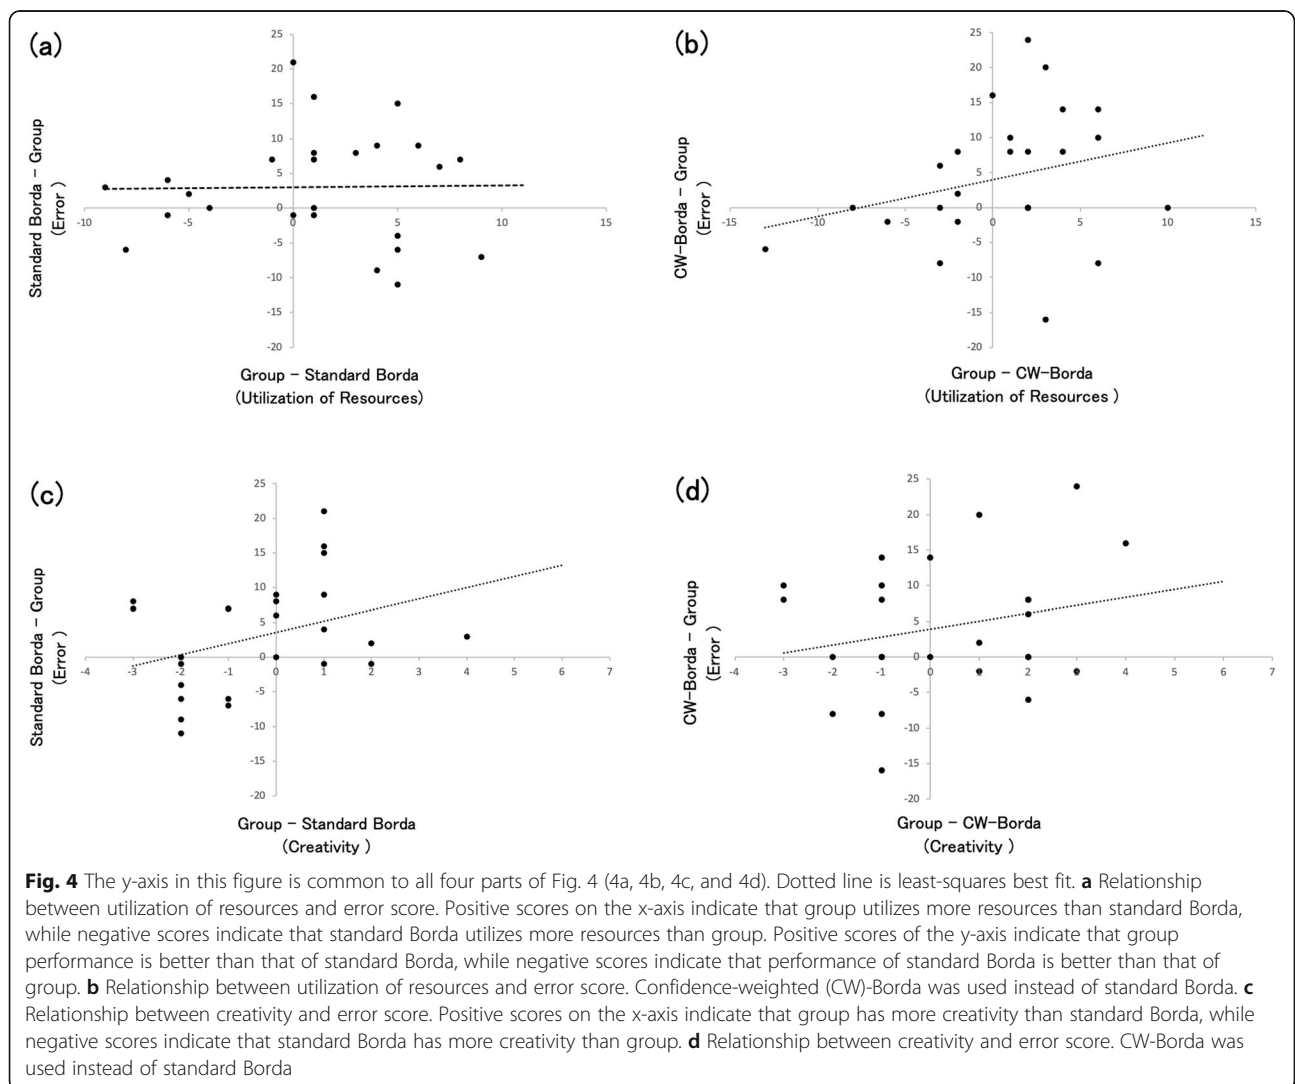 (a)
25
20
15
10
5
0
-5
-10
-15
-20
-10
-5
0
5
10
15
Standard Borda – Group
(Error )
Group – Standard Borda
(Utilization of Resources)
(b)
25
20
15
10
5
0
-5
-10
-15
-20
-15
-10
-5
0
5
10
15
CW-Borda – Group
(Error )
Group – CW-Borda
(Utilization of Resources )
(c)
25
20
15
10
5
0
-5
-10
-15
-20
-4
-3
-2
-1
0
1
2
3
4
5
6
7
Standard Borda – Group
(Error )
Group – Standard Borda
(Creativity )
(d)
25
20
15
10
5
0
-5
-10
-15
-20
-4
-3
-2
-1
0
1
2
3
4
5
6
7
CW-Borda – Group
(Error )
Group – CW-Borda
(Creativity )
Fig. 4 The y-axis in this figure is common to all four parts of Fig. 4 (4a, 4b, 4c, and 4d). Dotted line is least-squares best fit. a Relationship
between utilization of resources and error score. Positive scores on the x-axis indicate that group utilizes more resources than standard Borda,
while negative scores indicate that standard Borda utilizes more resources than group. Positive scores of the y-axis indicate that group
performance is better than that of standard Borda, while negative scores indicate that performance of standard Borda is better than that of
group. b Relationship between utilization of resources and error score. Confidence-weighted (CW)-Borda was used instead of standard Borda. c
Relationship between creativity and error score. Positive scores on the x-axis indicate that group has more creativity than standard Borda, while
negative scores indicate that standard Borda has more creativity than group. d Relationship between creativity and error score. CW-Borda was
used instead of standard Borda